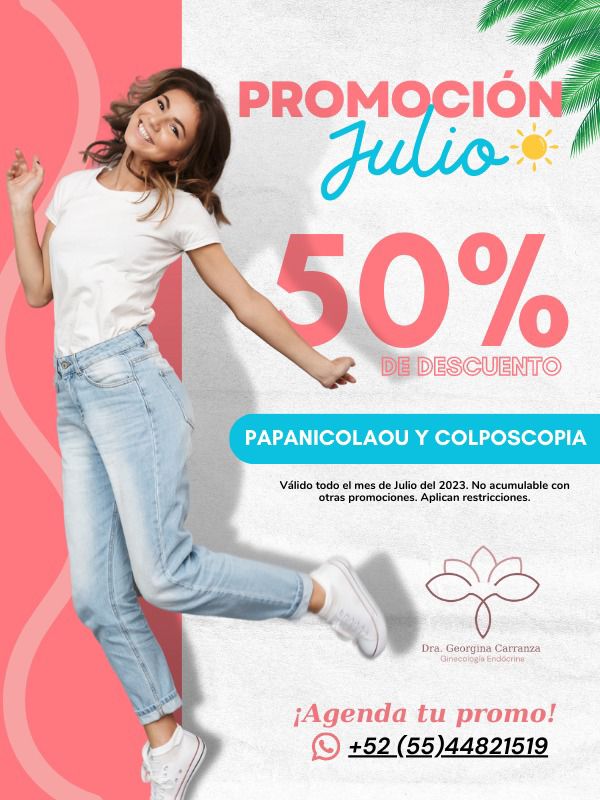 PROMOCIÓN
Julio
50%
DE DESCUENTO
PAPANICOLAOU Y COLPOSCOPIA
Válido todo el mes de Julio del 2023. No acumulable con
otras promociones. Aplican restricciones.
Dra. Georgina Carranza
Ginecología Endócrina
¡Agenda tu promo!
+52 (55)44821519